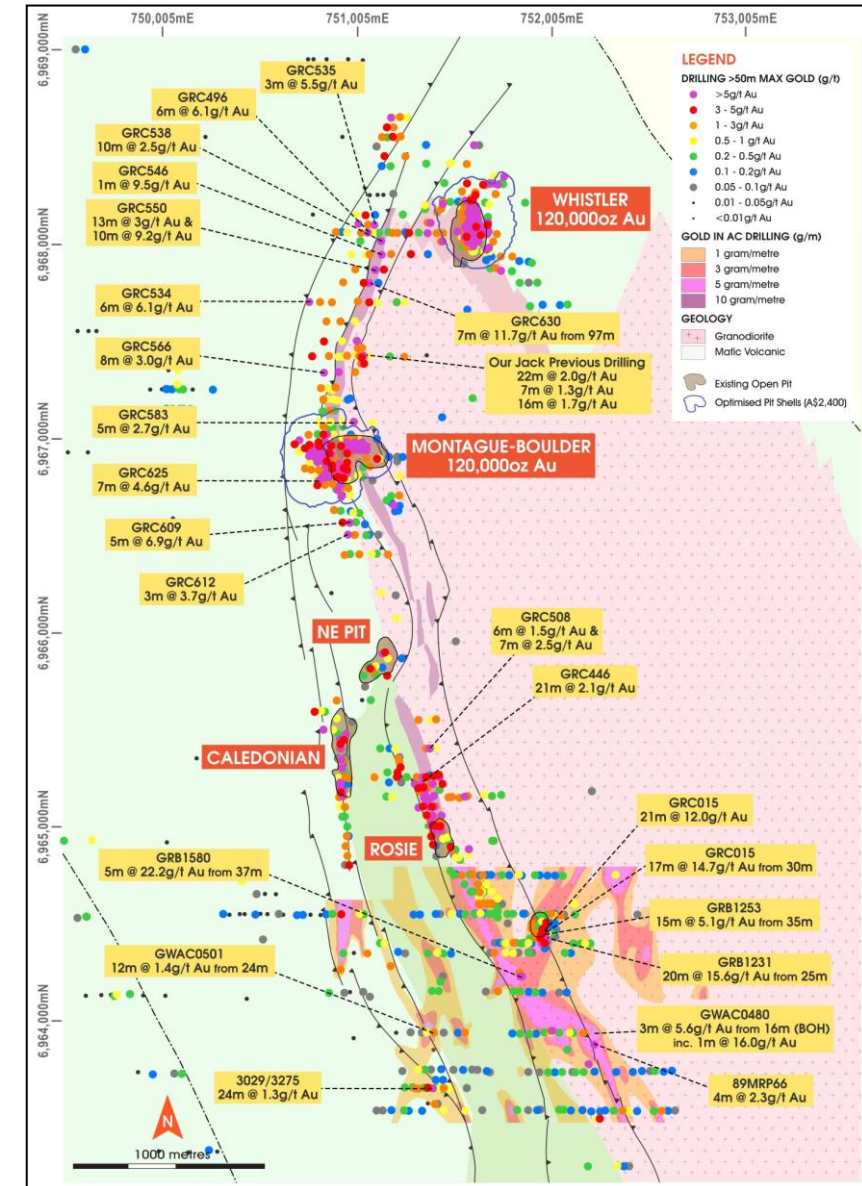 750,005mE
751,005mE
752,005mE
753,005mE
6,969,000mN
6,968,000mN
6,967,000mN
6,966,000mN
6,965,000mN
6,964,000mN
GRC535
3m @ 5.5g/t Au
GRC496
6m @ 6.1g/t Au
GRC538
10m @ 2.5g/t Au
GRC546
1m @ 9.5g/t Au
GRC550
13m @ 3g/t Au &
10m @ 9.2g/t Au
GRC534
6m @ 6.1g/t Au
GRC566
8m @ 3.0g/t Au
GRC583
5m @ 2.7g/t Au
GRC625
7m @ 4.6g/t Au
GRC609
5m @ 6.9g/t Au
GRC612
3m @ 3.7g/t Au
WHISTLER
120,000oz Au
GRC630
7m @ 11.7g/t Au from 97m
Our Jack Previous Drilling
22m @ 2.0g/t Au
7m @ 1.3g/t Au
16m @ 1.7g/t Au
MONTAGUE-BOULDER
120,000oz Au
NE PIT
GRC508
6m @ 1.5g/t Au &
7m @ 2.5g/t Au
GRC446
21m @ 2.1g/t Au
CALEDONIAN
ROSIE
GRC015
21m @ 12.0g/t Au
GRC015
17m @ 14.7g/t Au from 30m
GRB1253
15m @ 5.1g/t Au from 35m
GRB1231
20m @ 15.6g/t Au from 25m
GWAC0480
3m @ 5.6g/t Au from 16m (BOH)
inc. 1m @ 16.0g/t Au
89MRP66
4m @ 2.3g/t Au
GRB1580
5m @ 22.2g/t Au from 37m
GWAC0501
12m @ 1.4g/t Au from 24m
3029/3275
24m @ 1.3g/t Au
N
1000 metres
LEGEND
DRILLING >50m MAX GOLD (g/t)
>5g/t Au
3 - 5g/t Au
1 - 3g/t Au
0.5 - 1 g/t Au
0.2 - 0.5g/t Au
0.1 - 0.2g/t Au
0.05 - 0.1g/t Au
0.01 - 0.05g/t Au
<0.01g/t Au
GOLD IN AC DRILLING (g/m)
1 gram/metre
3 gram/metre
5 gram/metre
10 gram/metre
GEOLOGY
Granodiorite
Mafic Volcanic
Existing Open Pit
Optimised Pit Shells (A$2,400)